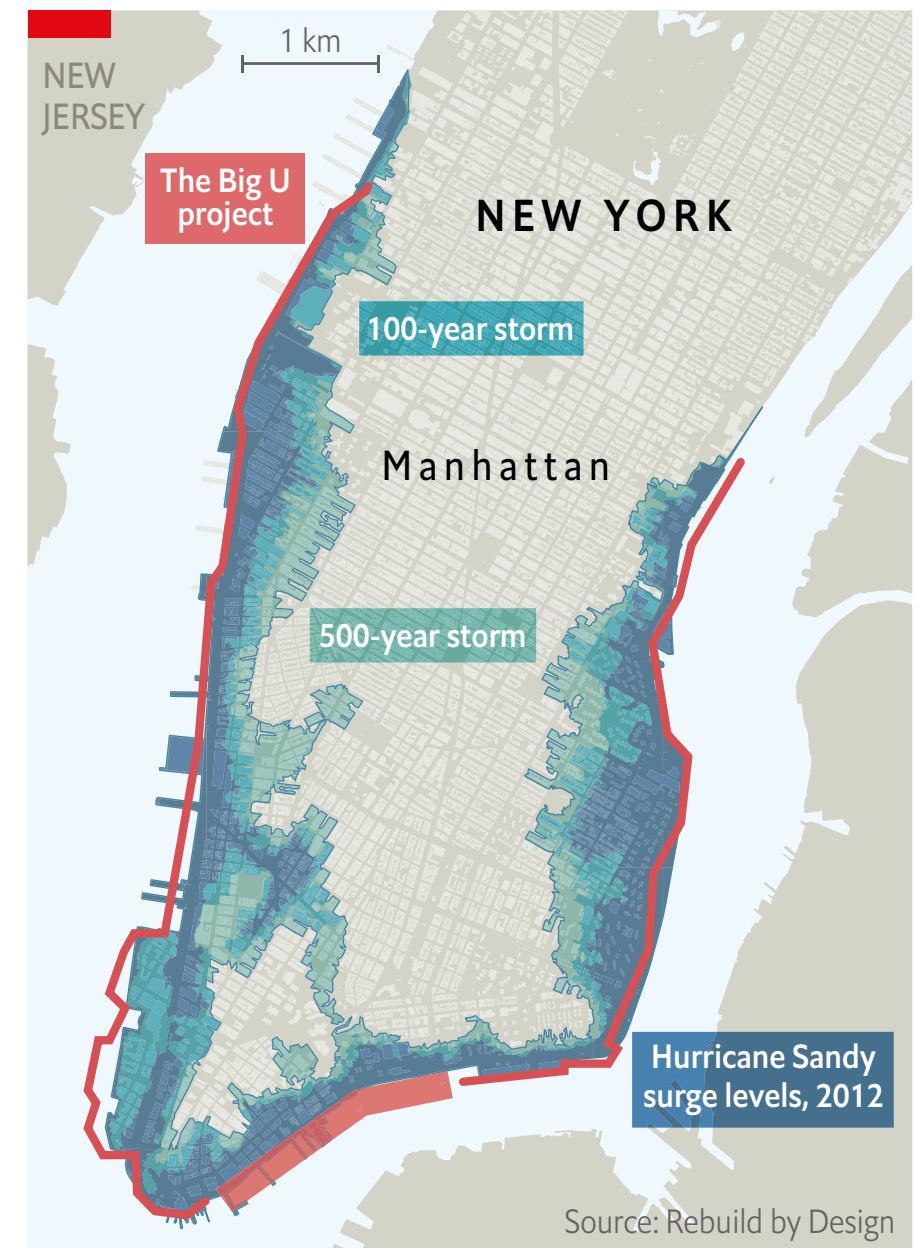 1 km
NEW
JERSEY
The Big U
project
NEW YORK
100-year storm
Manhattan
500-year storm
Hurricane Sandy
surge levels, 2012
Source: Rebuild by Design